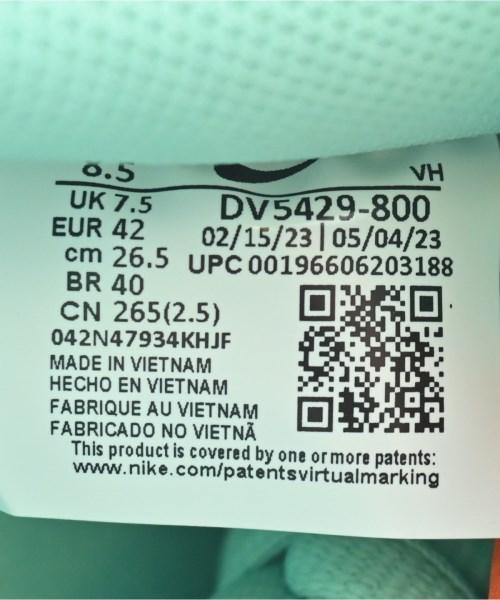 8.5 VH
UK 7.5 DV5429-800
EUR 42 02/15/23 | 05/04/23
cm 26.5 UPC 00196606203188
BR 40
CN 265(2.5)
042N47934KHJF
MADE IN VIETNAM
HECHO EN VIETNAM
FABRIQUE AU VIETNAM
FABRICADO NO VIETNÃ
This product is covered by one or more patents:
www.nike.com/patentsvirtualmarking